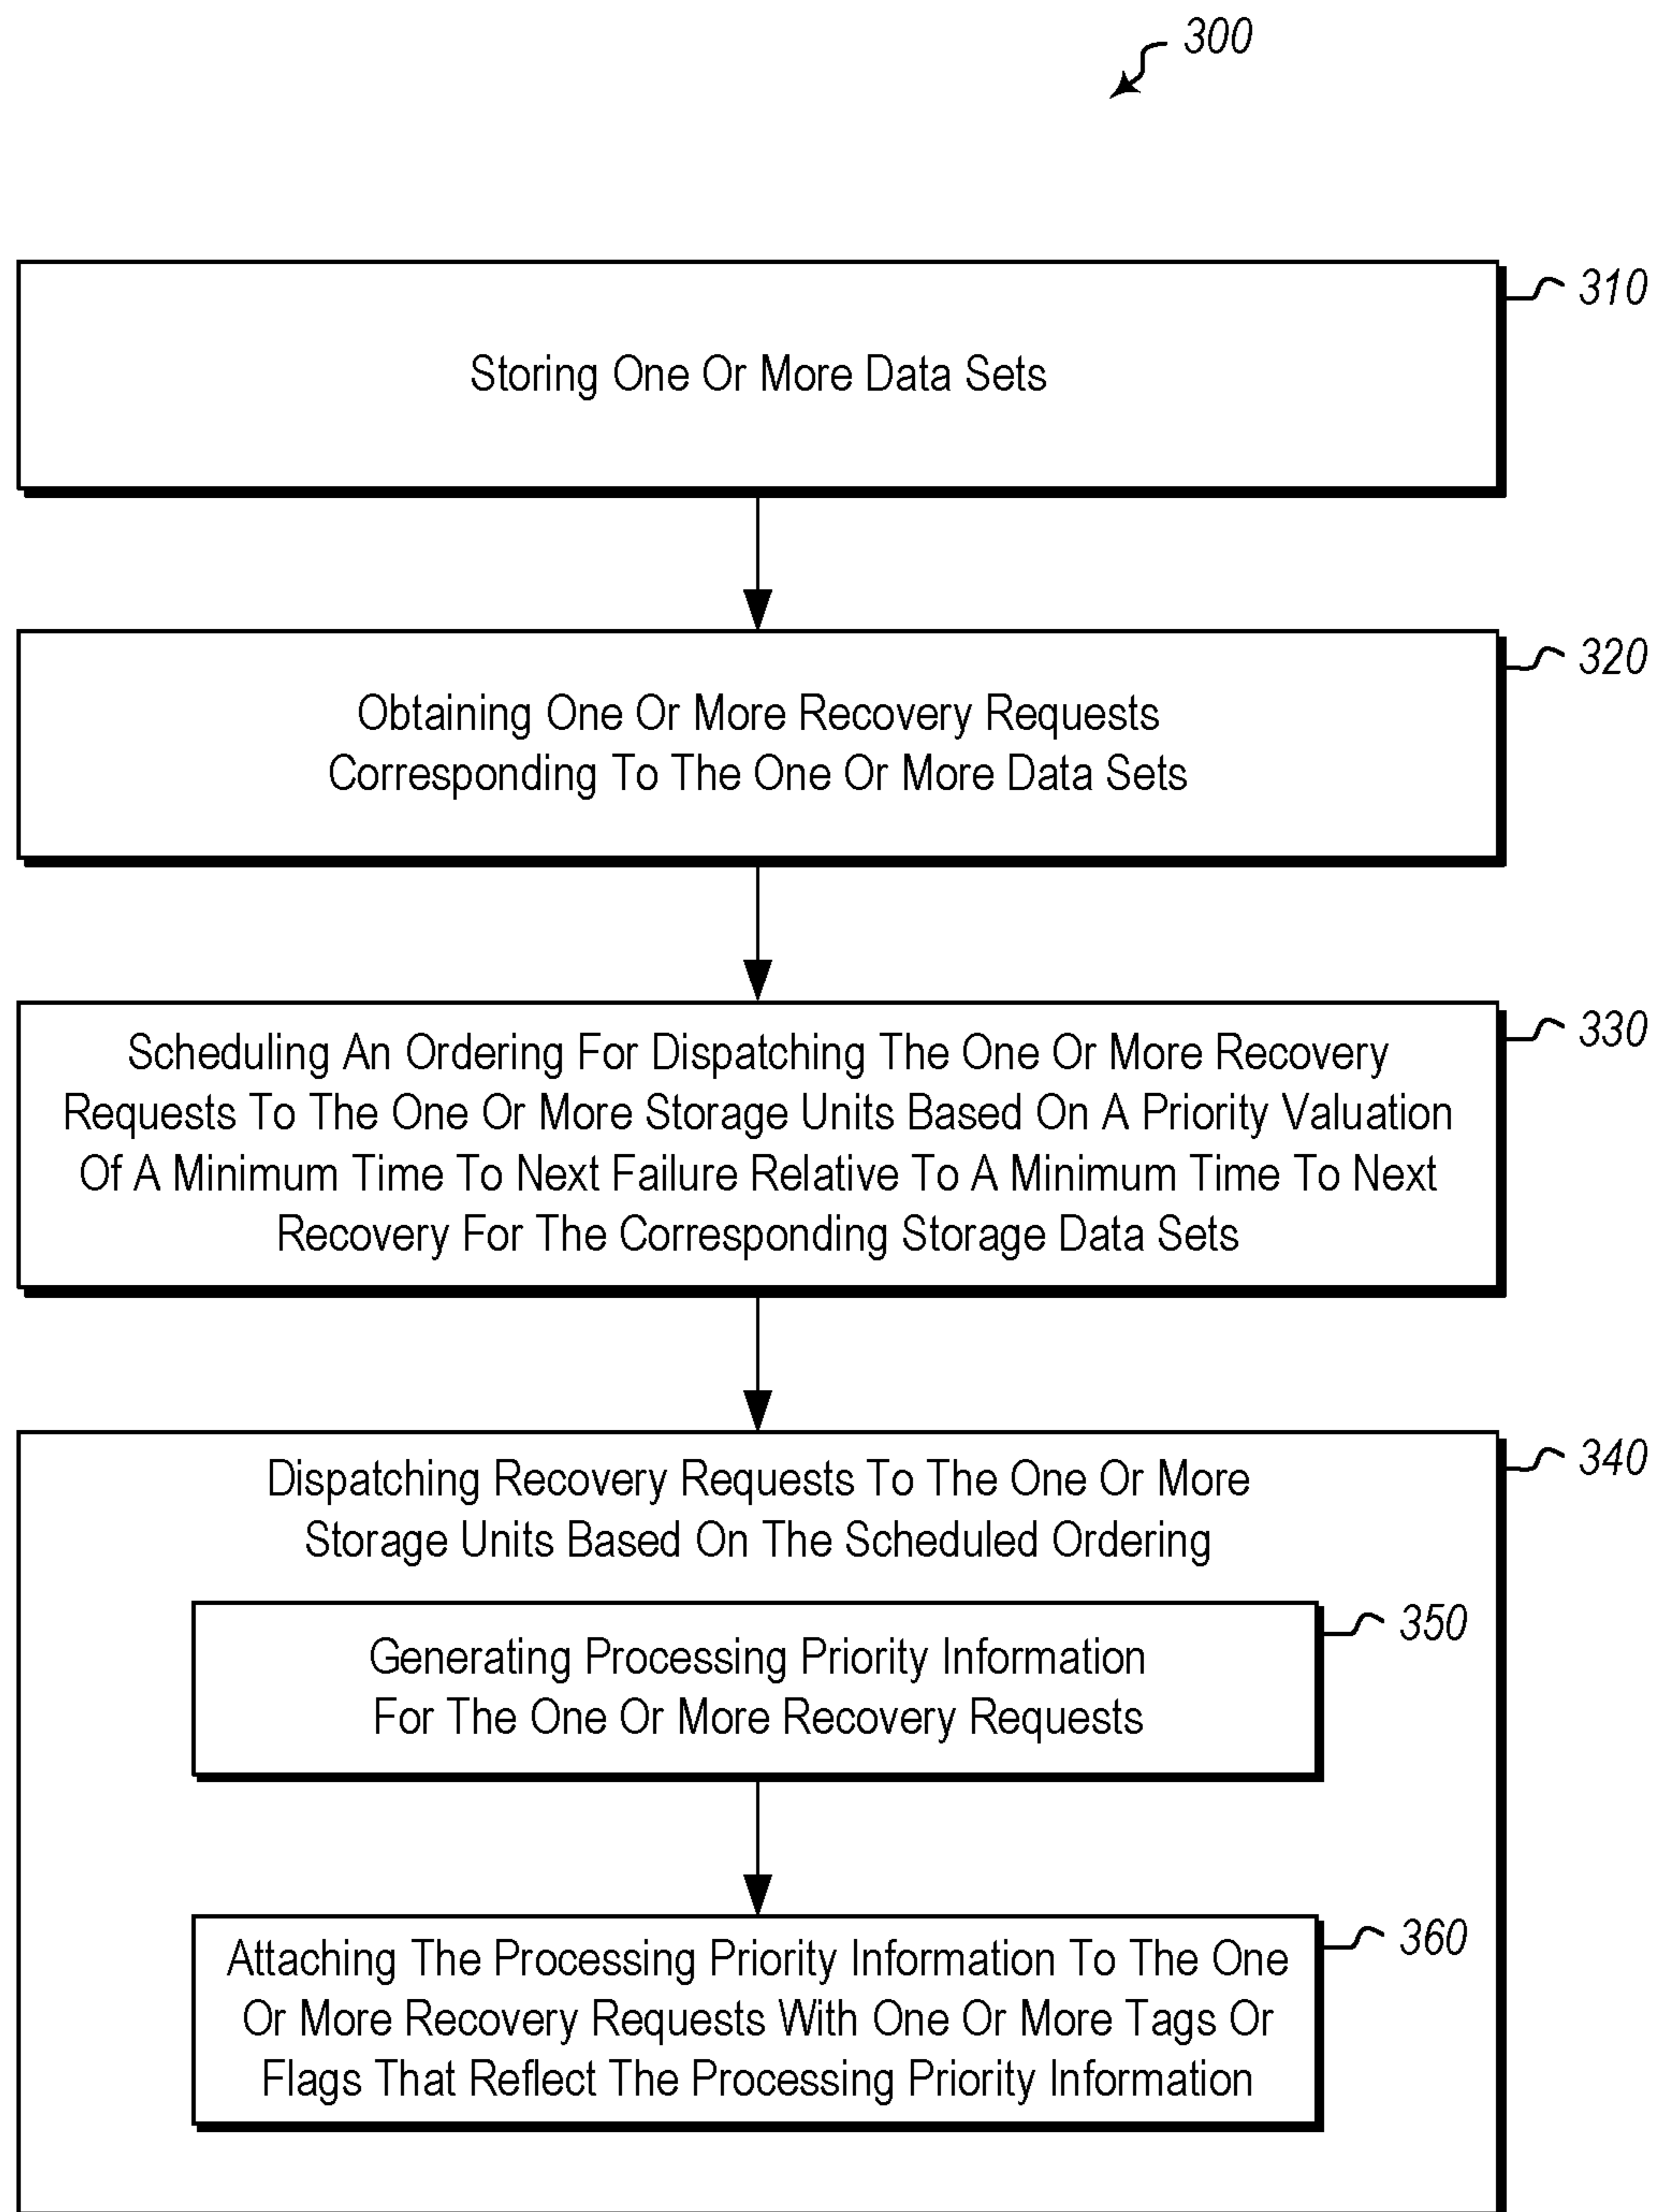 300
310
Storing One Or More Data Sets
320
Obtaining One Or More Recovery Requests
Corresponding To The One Or More Data Sets
330
Scheduling An Ordering For Dispatching The One Or More Recovery
Requests To The One Or More Storage Units Based On A Priority Valuation
Of A Minimum Time To Next Failure Relative To A Minimum Time To Next
Recovery For The Corresponding Storage Data Sets
340
Dispatching Recovery Requests To The One Or More
Storage Units Based On The Scheduled Ordering
350
Generating Processing Priority Information
For The One Or More Recovery Requests
360
Attaching The Processing Priority Information To The One
Or More Recovery Requests With One Or More Tags Or
Flags That Reflect The Processing Priority Information